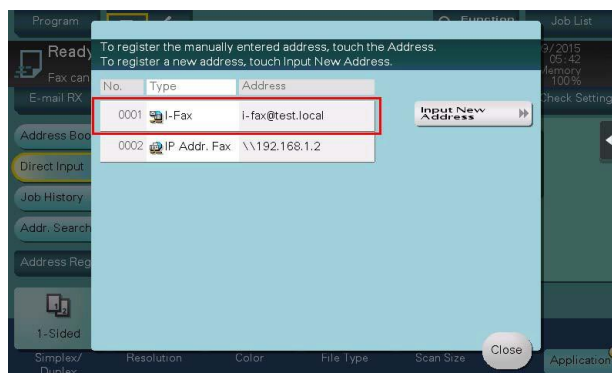 Program
Function
Job List
Ready
Fax can
To register the manually entered address, touch the Address.
To register a new address, touch Input New Address.
9/2015
05:42
Memory
100%
E-mail RX
Check Setting
No. Type Address
0001 I-Fax i-fax@test.local
0002 IP Addr. Fax \\192.168.1.2
Input New
Address
Address Boo
Direct Input
Job History
Addr. Search
Address Reg
1-Sided
Simplex/
Duplex
Resolution
Color
File Type
Scan Size
Close
Application